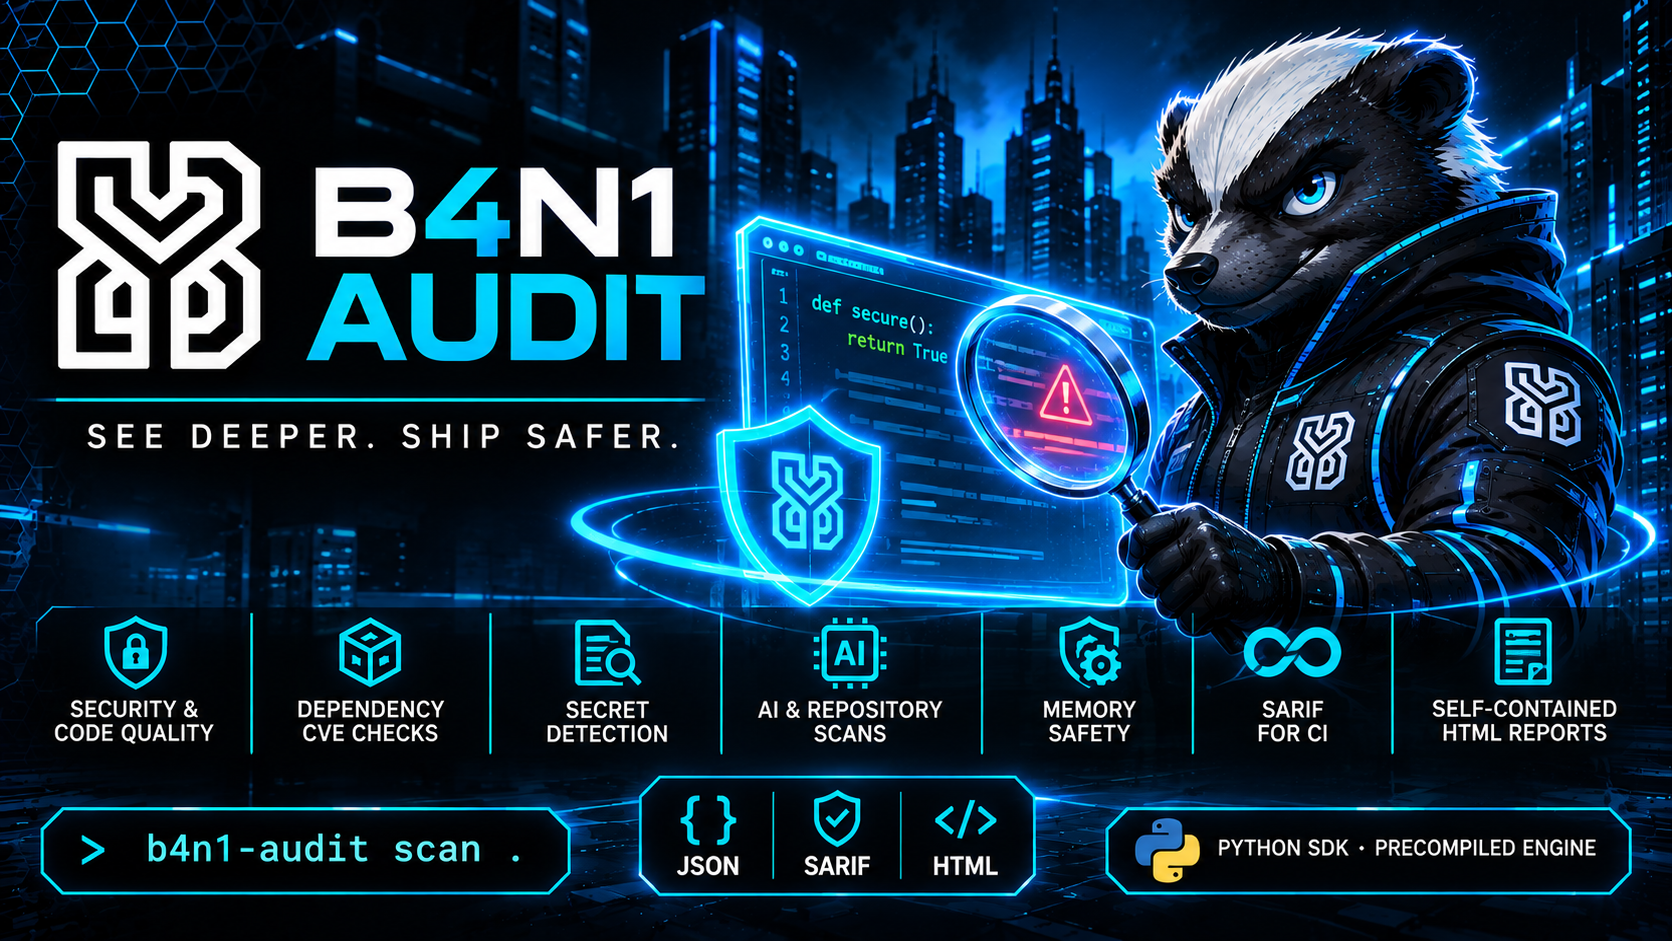 B4N1
AUDIT
SEE DEEPER. SHIP SAFER.
1 def secure():
2 return True
3
4
SECURITY &
CODE QUALITY
DEPENDENCY
CVE CHECKS
SECRET
DETECTION
AI
AI & REPOSITORY
SCANS
MEMORY
SAFETY
SARIF
FOR CI
SELF-CONTAINED
HTML REPORTS
> b4n1-audit scan .
{ }
JSON
SARIF
</>
HTML
PYTHON SDK · PRECOMPILED ENGINE